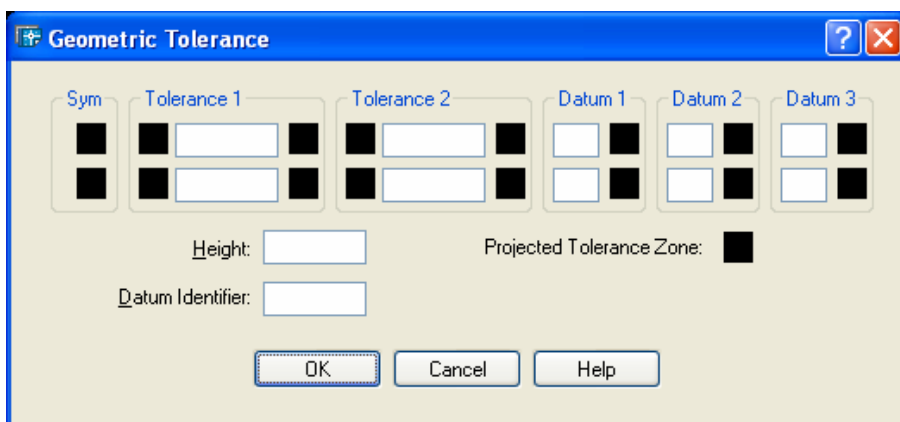 Geometric Tolerance
Sym Tolerance 1 Tolerance 2 Datum 1 Datum 2 Datum 3
Height: Projected Tolerance Zone:
Datum Identifier:
OK Cancel Help